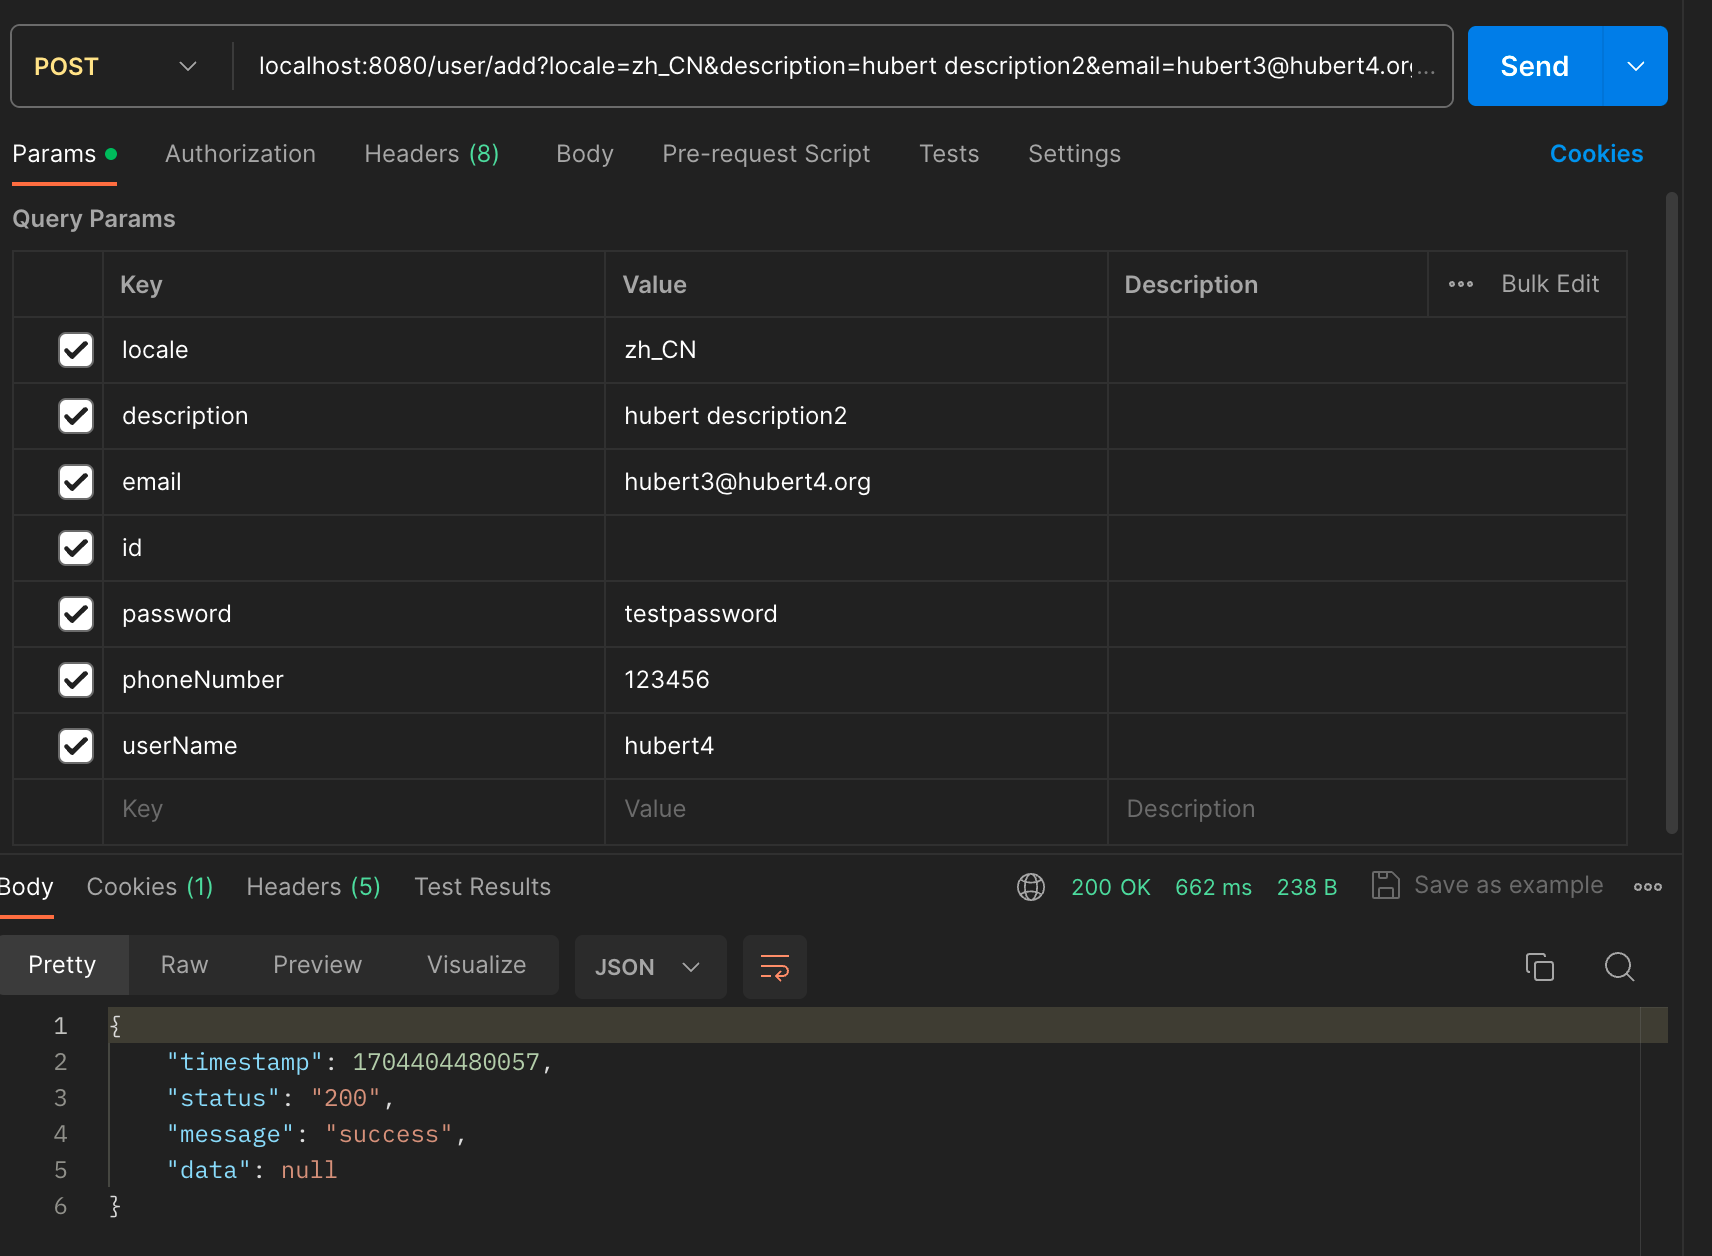 POST localhost:8080/user/add?locale=zh_CN&description=hubert description2&email=hubert3@hubert4.org... Send
Params Authorization Headers (8) Body Pre-request Script Tests Settings Cookies
Query Params
Key Value Description ••• Bulk Edit
locale zh_CN
description hubert description2
email hubert3@hubert4.org
id
password testpassword
phoneNumber 123456
userName hubert4
Key Value Description
Body Cookies (1) Headers (5) Test Results 200 OK 662 ms 238 B Save as example
Pretty Raw Preview Visualize JSON
1 {
2 "timestamp": 1704404480057,
3 "status": "200",
4 "message": "success",
5 "data": null
6 }